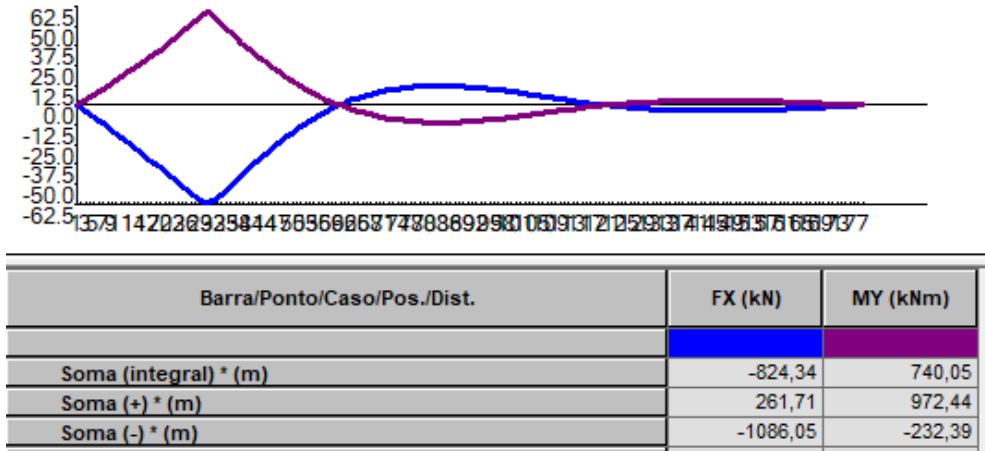 62.5
50.0
37.5
25.0
12.5
0.0
-12.5
-25.0
-37.5
-50.0
-62.5
Barra/Ponto/Caso/Pos./Dist. FX (kN) MY (kNm)
Soma (integral) * (m) -824,34 740,05
Soma (+) * (m) 261,71 972,44
Soma (-) * (m) -1086,05 -232,39